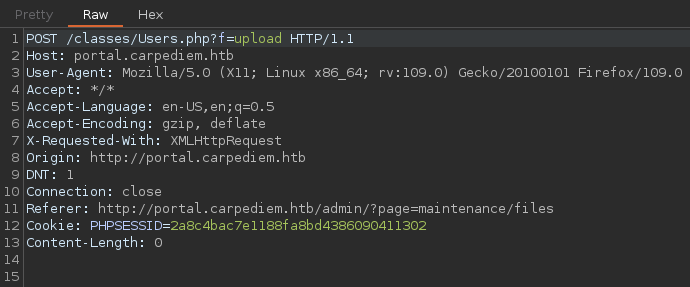 Pretty Raw Hex
1 POST /classes/Users.php?f=upload HTTP/1.1
2 Host: portal.carpediem.htb
3 User-Agent: Mozilla/5.0 (X11; Linux x86_64; rv:109.0) Gecko/20100101 Firefox/109.0
4 Accept: */*
5 Accept-Language: en-US,en;q=0.5
6 Accept-Encoding: gzip, deflate
7 X-Requested-With: XMLHttpRequest
8 Origin: http://portal.carpediem.htb
9 DNT: 1
10 Connection: close
11 Referer: http://portal.carpediem.htb/admin/?page=maintenance/files
12 Cookie: PHPSESSID=2a8c4bac7e1188fa8bd4386090411302
13 Content-Length: 0
14
15